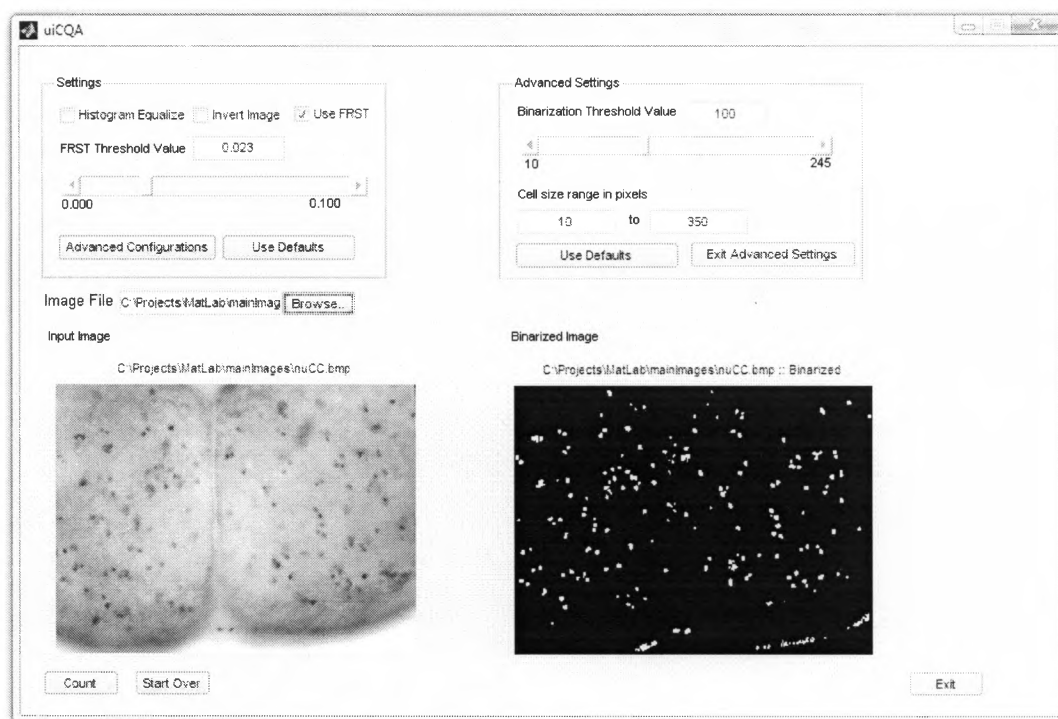 uiCQA
Settings
Histogram Equalize Invert Image Use FRST
FRST Threshold Value 0.023
0.000 0.100
Advanced Configurations Use Defaults
Advanced Settings
Binarization Threshold Value 100
10 245
Cell size range in pixels
10 to 350
Use Defaults Exit Advanced Settings
Image File C:\Projects\MatLab\mainImag Browse..
Input Image
C:\Projects\MatLab\mainImages\nuCC.bmp
Binarized Image
C:\Projects\MatLab\mainImages\nuCC.bmp :: Binarized
Count Start Over Exit